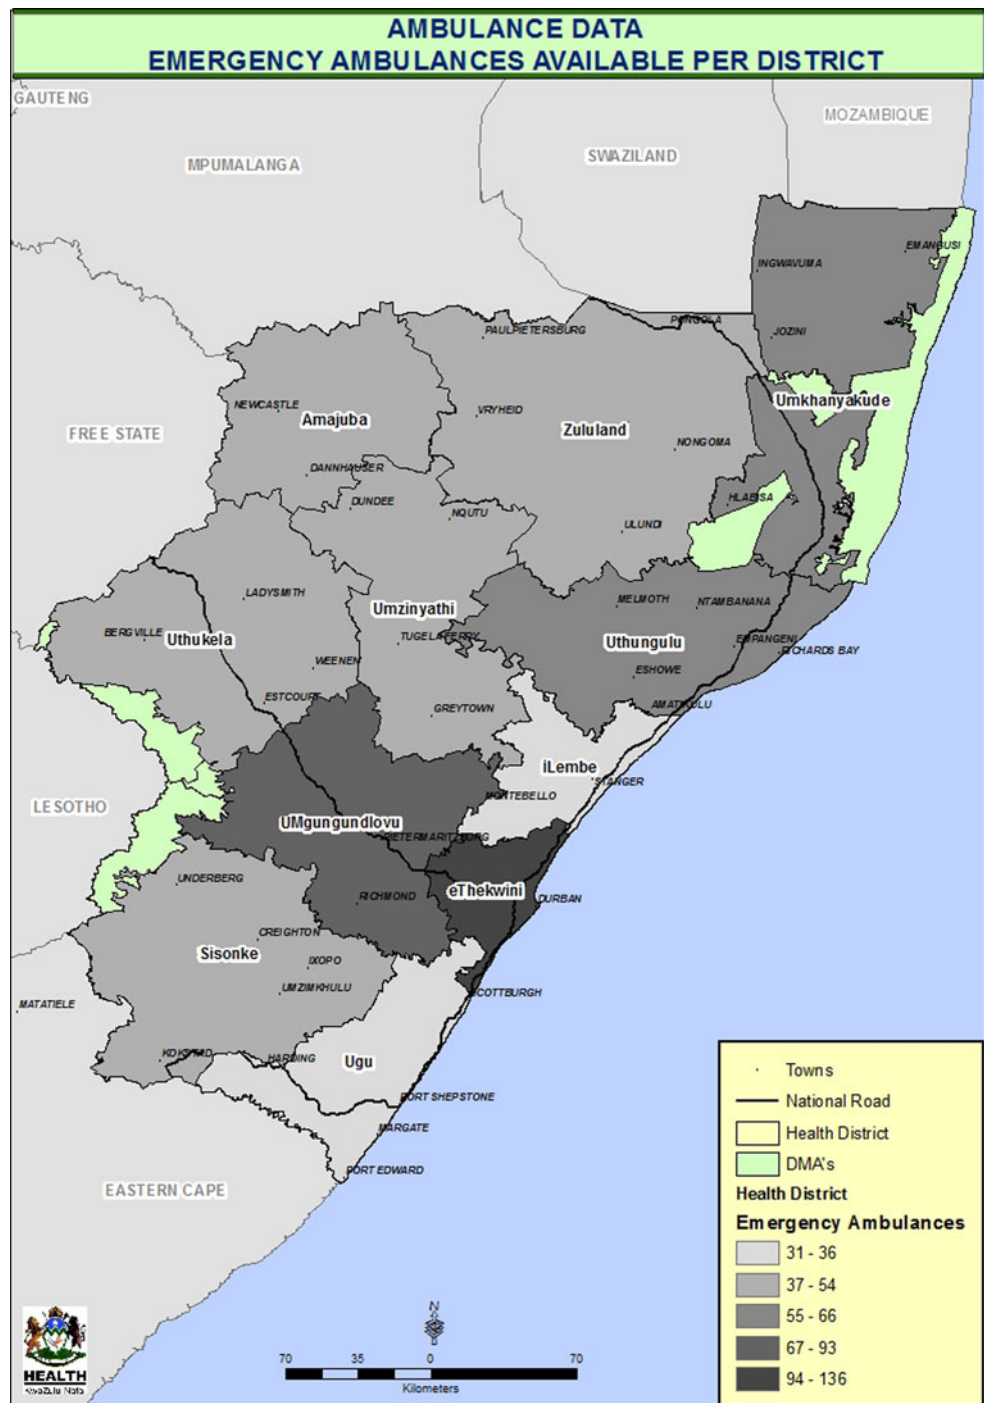 AMBULANCE DATA
EMERGENCY AMBULANCES AVAILABLE PER DISTRICT
GAUTENG
MOZAMBIQUE
SWAZILAND
MPUMALANGA
EMANGUSI
INGWAVUMA
PONGOLA
PAULPIETERSBURG
JOZINI
Umkhanyakude
NEWCASTLE
VRYHEID
Amajuba
Zululand
FREE STATE
NONGOMA
DANNHAUSER
HLABISA
DUNDEE
NQUTU
ULUNDI
LADYSMITH
MELMOTH
NTAMBANANA
Umzinyathi
BERGVILLE
Uthukela
TUGELA FERRY
Uthungulu
EMPANGENI
RICHARDS BAY
WEENEN
ESHOWE
ESTCOURT
GREYTOWN
AMATIKULU
iLembe
STANGER
LESOTHO
MONTEBELLO
UMgungundlovu
PIETERMARITZBURG
UNDERBERG
RICHMOND
eThekwini
DURBAN
CREIGHTON
Sisonke
IXOPO
UMZIMKHULU
SCOTTBURGH
MATATIELE
KOKSTAD
HARDING
Ugu
PORT SHEPSTONE
MARGATE
PORT EDWARD
EASTERN CAPE
Towns
National Road
Health District
DMA's
Health District
Emergency Ambulances
31 - 36
37 - 54
55 - 66
67 - 93
94 - 136
N
70 35 0 70
Kilometers
HEALTH
KwaZulu Natal